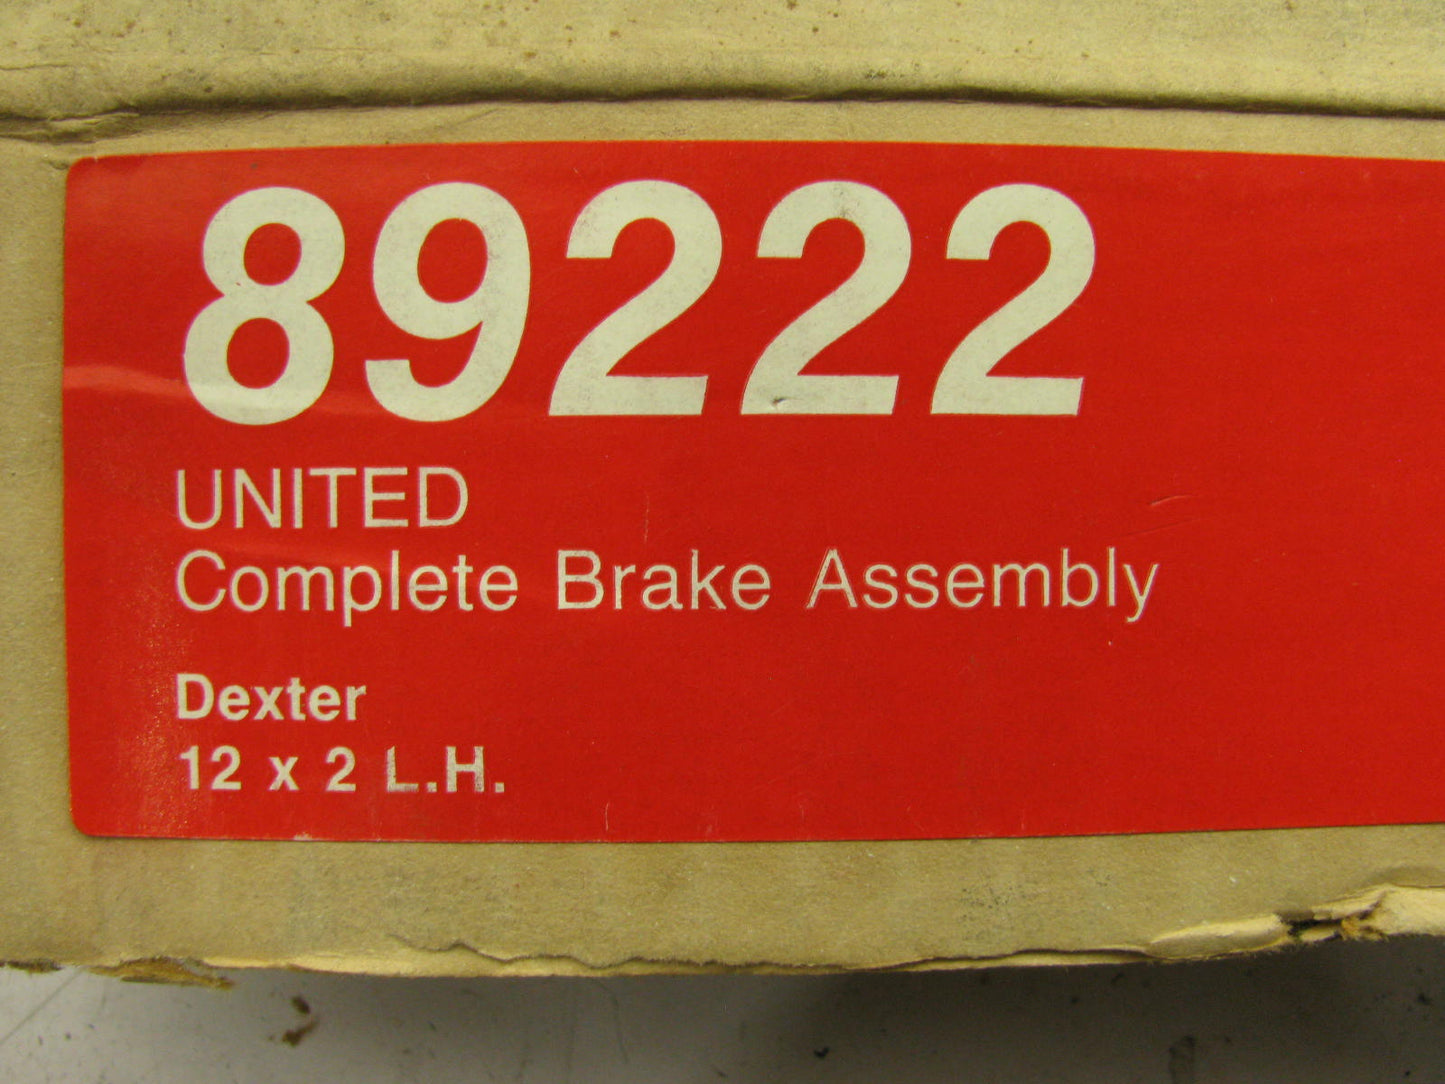 89222
UNITED
Complete Brake Assembly
Dexter
12 x 2 L.H.